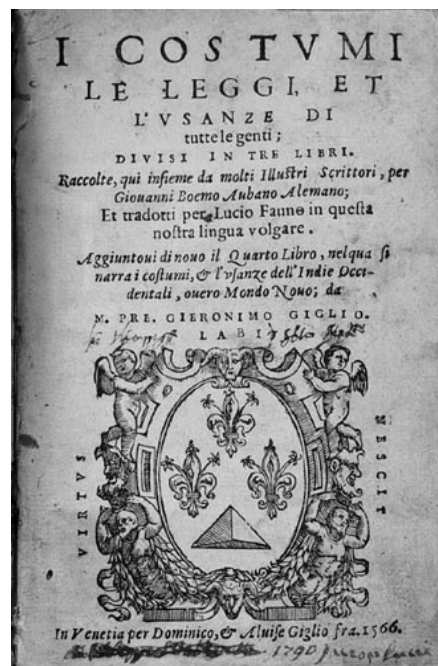 I COSTVMI
LE LEGGI, ET
L'VSANZE DI
tutte le genti;
DIVISI IN TRE LIBRI.
Raccolte, qui insieme da molti Illustri Scrittori, per
Giouanni Boemo Aubano Alemano;
Et tradotti per Lucio Fauno in questa
nostra lingua volgare.
Aggiuntoui di nouo il Quarto Libro, nelqua si
narra i costumi, & l'vsanze dell'Indie Occi-
dentali, ouero Mondo Nouo; da
M. PRE. GIERONIMO GIGLIO.
VIRTVS
LABI
NESCIT
In Venetia per Dominico, & Aluise Giglio fra. 1566.
1790